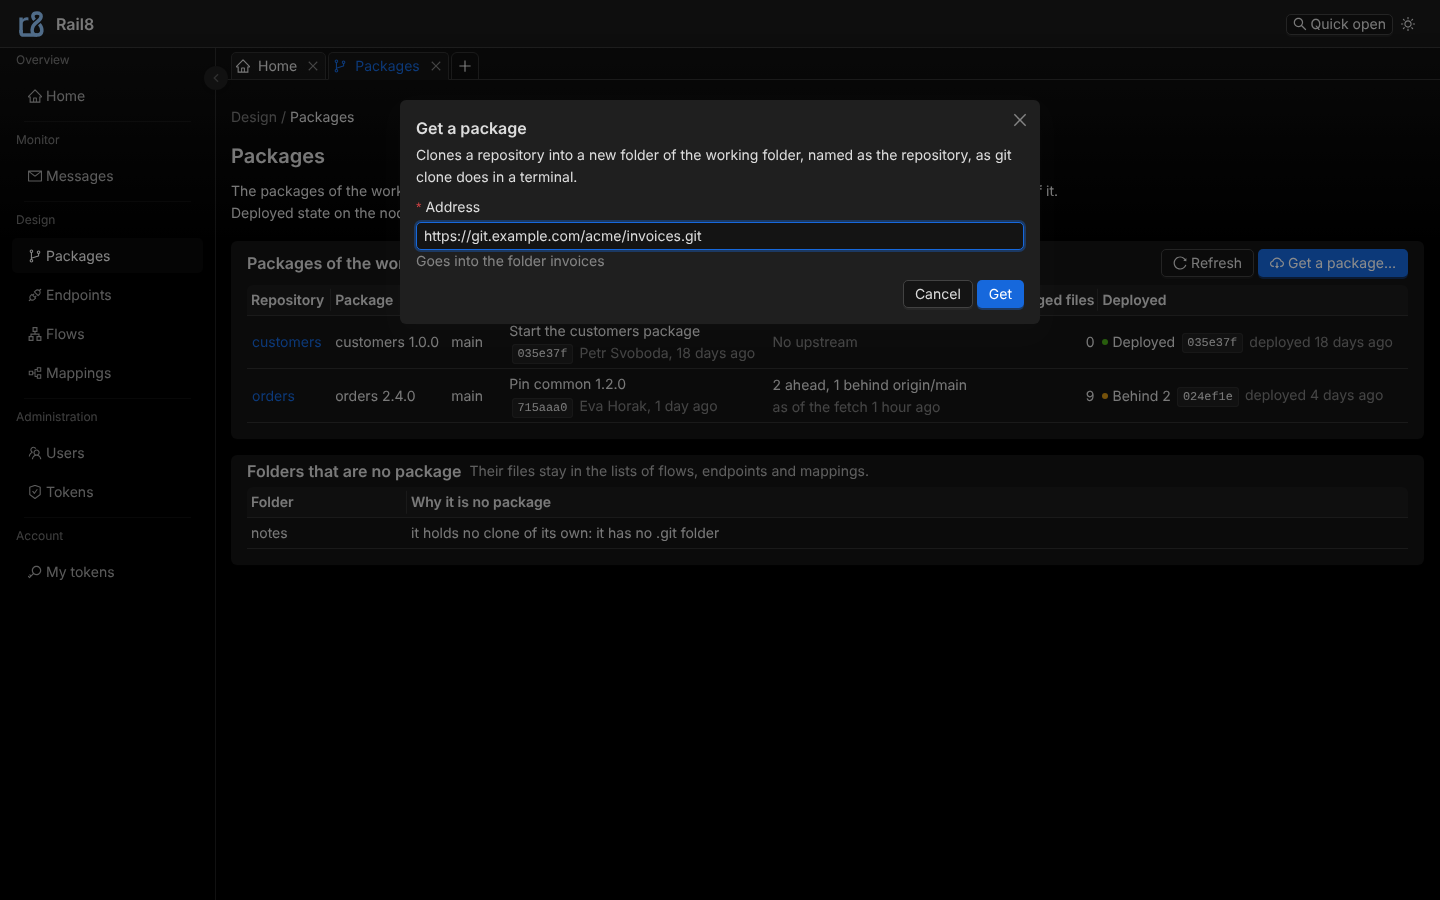 Rail8
Quick open
Overview
Home
Monitor
Messages
Design
Packages
Endpoints
Flows
Mappings
Administration
Users
Tokens
Account
My tokens
Home
Packages
Design / Packages
Packages
The packages of the work
f it.
Deployed state on the no
Get a package
Clones a repository into a new folder of the working folder, named as the repository, as git
clone does in a terminal.
* Address
https://git.example.com/acme/invoices.git
Goes into the folder invoices
Cancel
Get
Packages of the wo
Refresh
Get a package...
Repository Package
ged files Deployed
customers customers 1.0.0 main
Start the customers package
035e37f Petr Svoboda, 18 days ago
No upstream
0 Deployed 035e37f deployed 18 days ago
orders orders 2.4.0 main
Pin common 1.2.0
715aaa0 Eva Horak, 1 day ago
2 ahead, 1 behind origin/main
as of the fetch 1 hour ago
9 Behind 2 024ef1e deployed 4 days ago
Folders that are no package Their files stay in the lists of flows, endpoints and mappings.
Folder Why it is no package
notes it holds no clone of its own: it has no .git folder